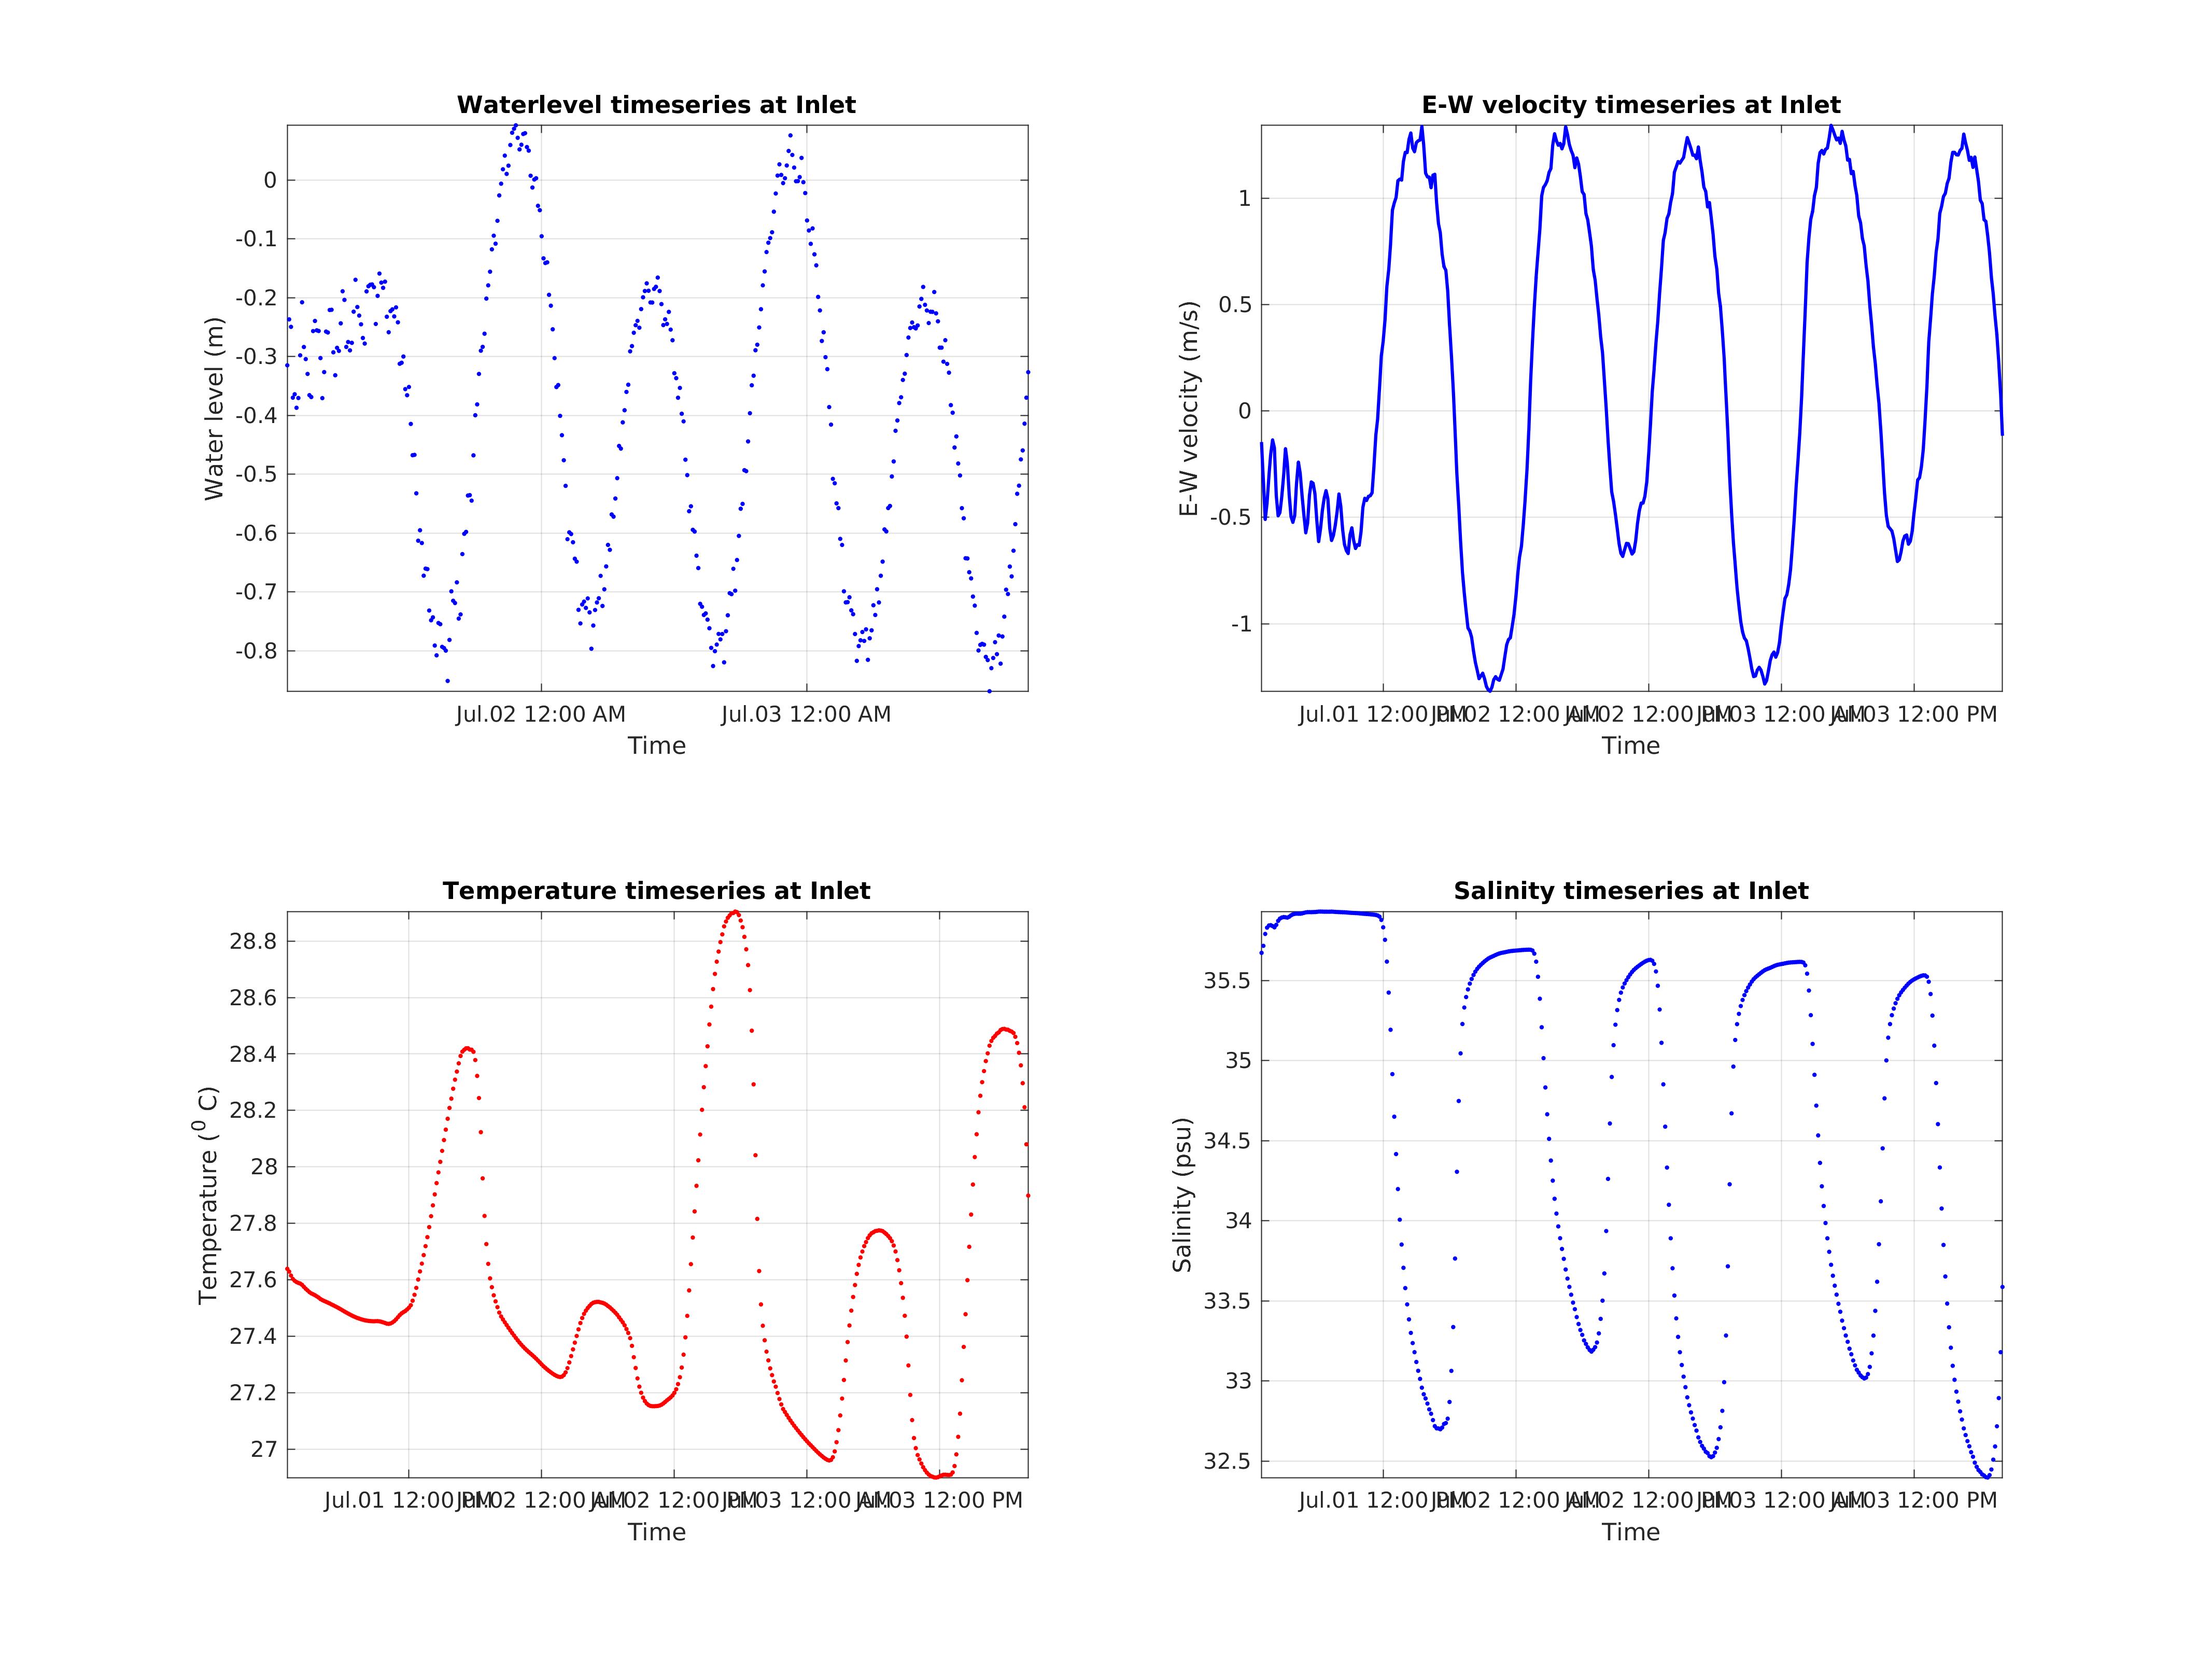 Waterlevel timeseries at Inlet
0
-0.1
-0.2
-0.3
-0.4
-0.5
-0.6
-0.7
-0.8
Water level (m)
Jul.02 12:00 AM
Jul.03 12:00 AM
Time
E-W velocity timeseries at Inlet
1
0.5
0
-0.5
-1
E-W velocity (m/s)
Jul.01 12:00 PM
Jul.02 12:00 AM
Jul.02 12:00 PM
Jul.03 12:00 AM
Jul.03 12:00 PM
Time
Temperature timeseries at Inlet
28.8
28.6
28.4
28.2
28
27.8
27.6
27.4
27.2
27
Temperature (⁰ C)
Jul.01 12:00 PM
Jul.02 12:00 AM
Jul.02 12:00 PM
Jul.03 12:00 AM
Jul.03 12:00 PM
Time
Salinity timeseries at Inlet
35.5
35
34.5
34
33.5
33
32.5
Salinity (psu)
Jul.01 12:00 PM
Jul.02 12:00 AM
Jul.02 12:00 PM
Jul.03 12:00 AM
Jul.03 12:00 PM
Time